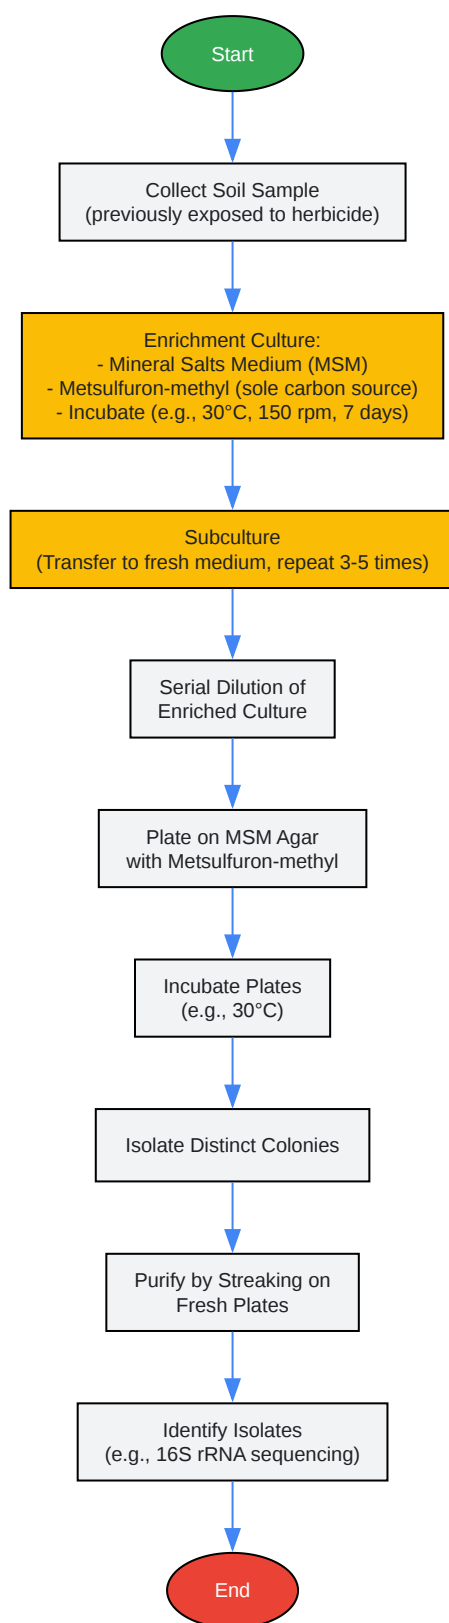 Start
Collect Soil Sample
(previously exposed to herbicide)
Enrichment Culture:
- Mineral Salts Medium (MSM)
- Metsulfuron-methyl (sole carbon source)
- Incubate (e.g., 30°C, 150 rpm, 7 days)
Subculture
(Transfer to fresh medium, repeat 3-5 times)
Serial Dilution of
Enriched Culture
Plate on MSM Agar
with Metsulfuron-methyl
Incubate Plates
(e.g., 30°C)
Isolate Distinct Colonies
Purify by Streaking on
Fresh Plates
Identify Isolates
(e.g., 16S rRNA sequencing)
End